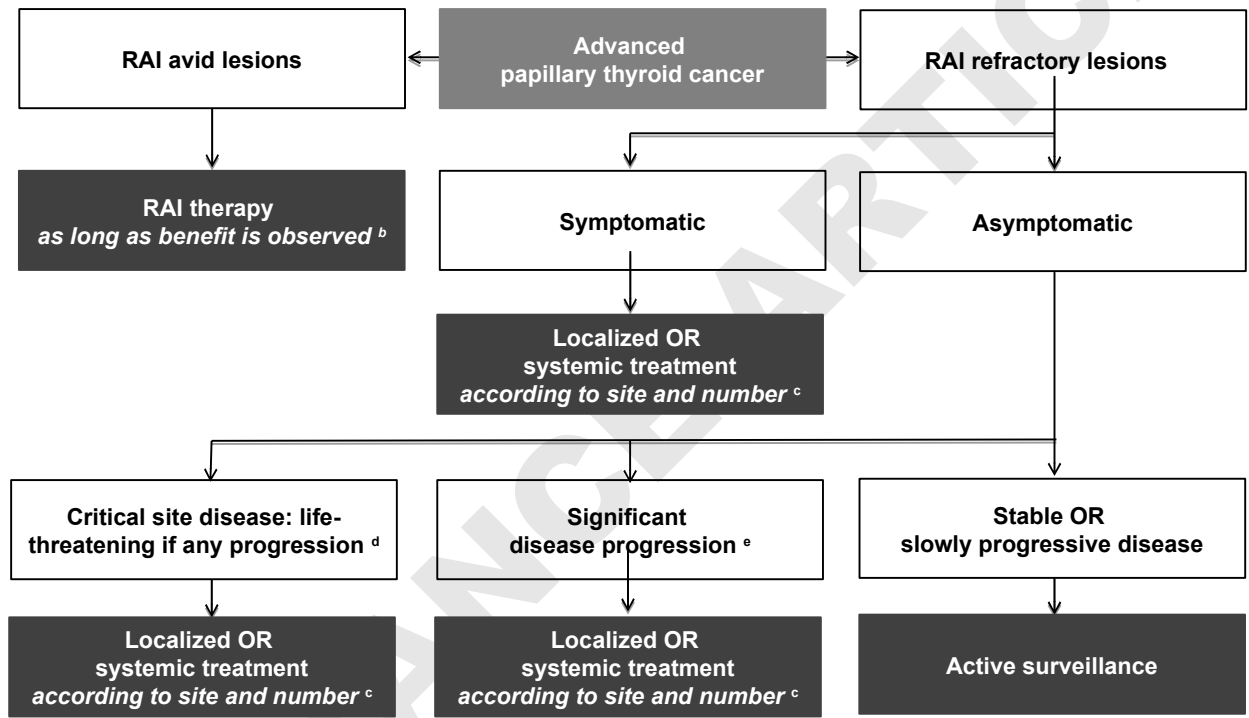 RAI avid lesions
Advanced
papillary thyroid cancer
RAI refractory lesions
RAI therapy
as long as benefit is observed b
Symptomatic
Asymptomatic
Localized OR
systemic treatment
according to site and number c
Critical site disease: life-
threatening if any progression d
Significant
disease progression e
Stable OR
slowly progressive disease
Localized OR
systemic treatment
according to site and number c
Localized OR
systemic treatment
according to site and number c
Active surveillance
ANCE ARTIC